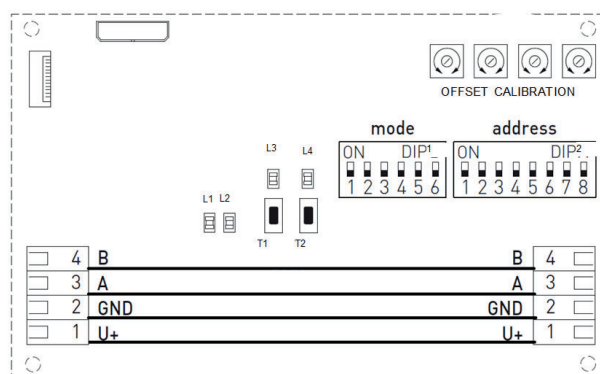 OFFSET CALIBRATION
mode address
ON DIP1
1 2 3 4 5 6
ON DIP2
1 2 3 4 5 6 7 8
L3 L4
L1 L2
T1 T2
4 B B 4
3 A A 3
2 GND GND 2
1 U+ U+ 1